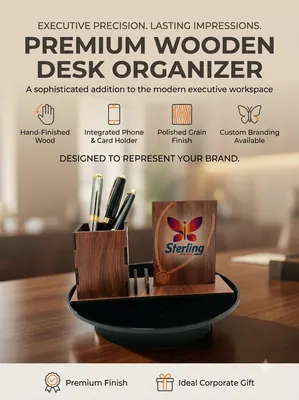 EXECUTIVE PRECISION. LASTING IMPRESSIONS.
PREMIUM WOODEN
DESK ORGANIZER
A sophisticated addition to the modern executive workspace
Hand-Finished
Wood
Integrated Phone
& Card Holder
Polished Grain
Finish
Custom Branding
Available
DESIGNED TO REPRESENT YOUR BRAND.
Sterling
Premium Finish
Ideal Corporate Gift